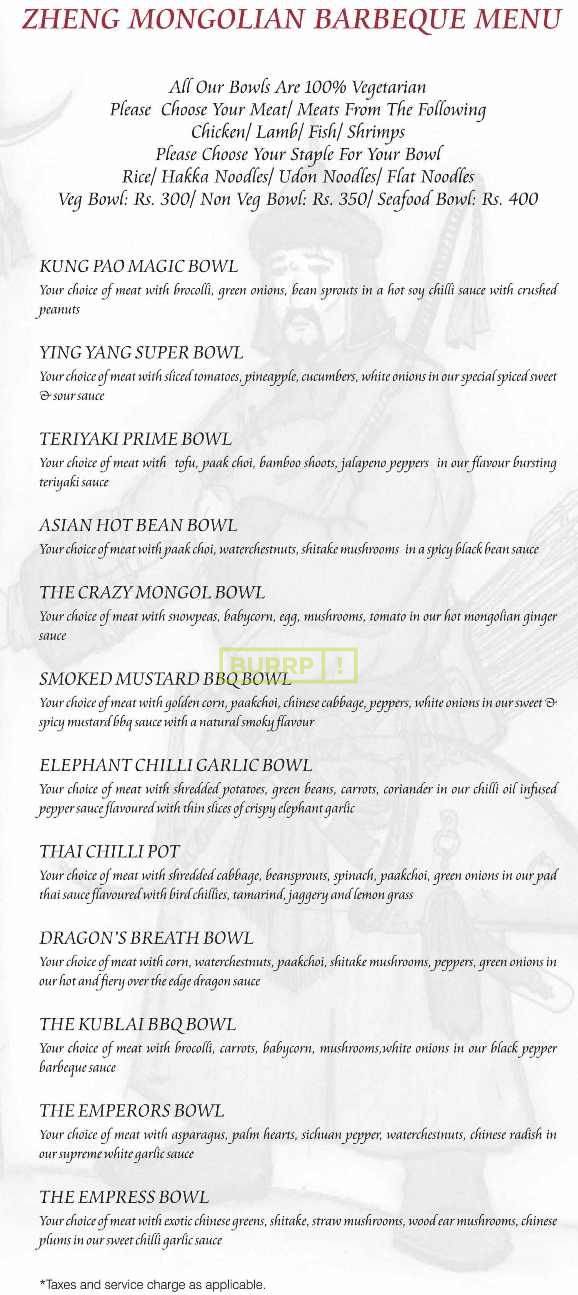 ZHENG MONGOLIAN BARBEQUE MENU
All Our Bowls Are 100% Vegetarian
Please Choose Your Meat/ Meats From The Following
Chicken/ Lamb/ Fish/ Shrimps
Please Choose Your Staple For Your Bowl
Rice/ Hakka Noodles/ Udon Noodles/ Flat Noodles
Veg Bowl: Rs. 300/ Non Veg Bowl: Rs. 350/ Seafood Bowl: Rs. 400
KUNG PAO MAGIC BOWL
Your choice of meat with brocolli, green onions, bean sprouts in a hot soy chilli sauce with crushed
peanuts
YING YANG SUPER BOWL
Your choice of meat with sliced tomatoes, pineapple, cucumbers, white onions in our special spiced sweet
& sour sauce
TERIYAKI PRIME BOWL
Your choice of meat with tofu, paak choi, bamboo shoots, jalapeno peppers in our flavour bursting
teriyaki sauce
ASIAN HOT BEAN BOWL
Your choice of meat with paak choi, waterchestnuts, shitake mushrooms in a spicy black bean sauce
THE CRAZY MONGOL BOWL
Your choice of meat with snowpeas, babycorn, egg, mushrooms, tomato in our hot mongolian ginger
sauce
BURRP!
SMOKED MUSTARD BBQ BOWL
Your choice of meat with golden corn, paakchoi, chinese cabbage, peppers, white onions in our sweet &
spicy mustard bbq sauce with a natural smoky flavour
ELEPHANT CHILLI GARLIC BOWL
Your choice of meat with shredded potatoes, green beans, carrots, coriander in our chilli oil infused
pepper sauce flavoured with thin slices of crispy elephant garlic
THAI CHILLI POT
Your choice of meat with shredded cabbage, beansprouts, spinach, paakchoi, green onions in our pad
thai sauce flavoured with bird chillies, tamarind, jaggery and lemon grass
DRAGON'S BREATH BOWL
Your choice of meat with corn, waterchestnuts, paakchoi, shitake mushrooms, peppers, green onions in
our hot and fiery over the edge dragon sauce
THE KUBLAI BBQ BOWL
Your choice of meat with brocolli, carrots, babycorn, mushrooms,white onions in our black pepper
barbeque sauce
THE EMPERORS BOWL
Your choice of meat with asparagus, palm hearts, sichuan pepper, waterchestnuts, chinese radish in
our supreme white garlic sauce
THE EMPRESS BOWL
Your choice of meat with exotic chinese greens, shitake, straw mushrooms, wood ear mushrooms, chinese
plums in our sweet chilli garlic sauce
*Taxes and service charge as applicable.